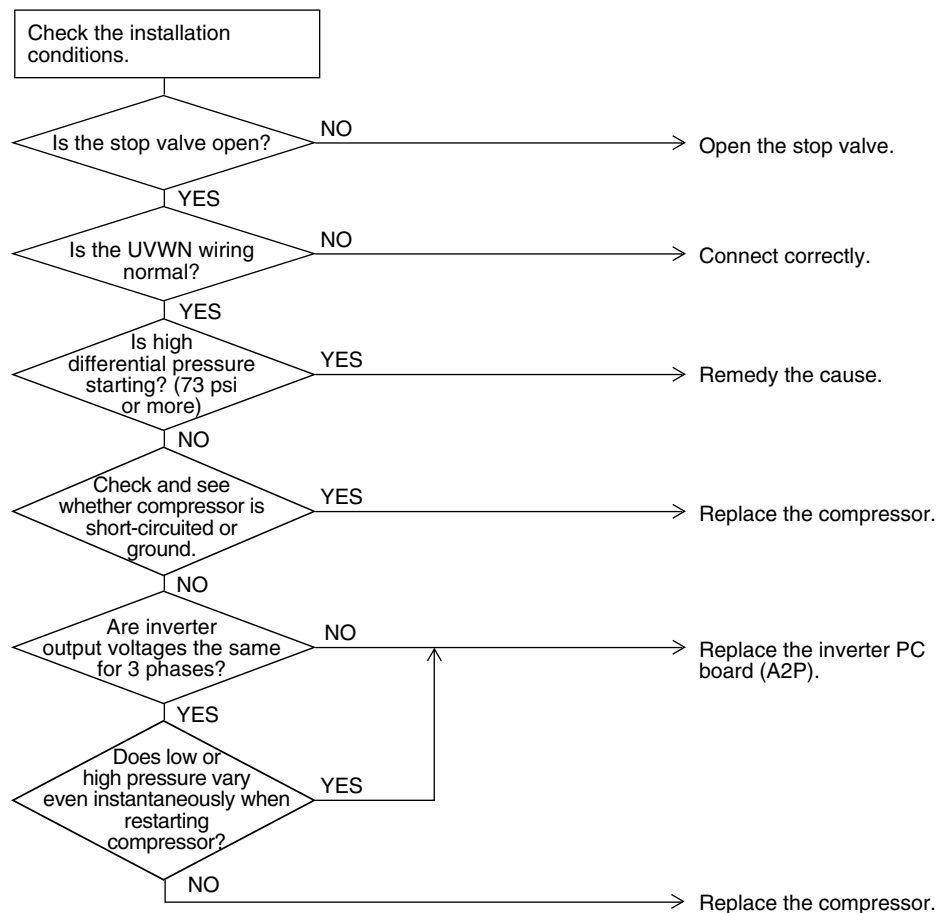 Check the installation
conditions.
Is the stop valve open?
NO
Open the stop valve.
YES
Is the UVWN wiring
normal?
NO
Connect correctly.
YES
Is high
differential pressure
starting? (73 psi
or more)
YES
Remedy the cause.
NO
Check and see
whether compressor is
short-circuited or
ground.
YES
Replace the compressor.
NO
Are inverter
output voltages the same
for 3 phases?
NO
Replace the inverter PC
board (A2P).
YES
Does low or
high pressure vary
even instantaneously when
restarting
compressor?
YES
NO
Replace the compressor.